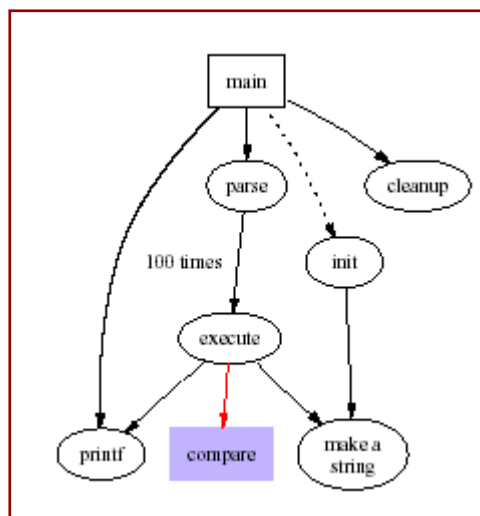 main
parse
cleanup
100 times
init
execute
printf
compare
make a
string